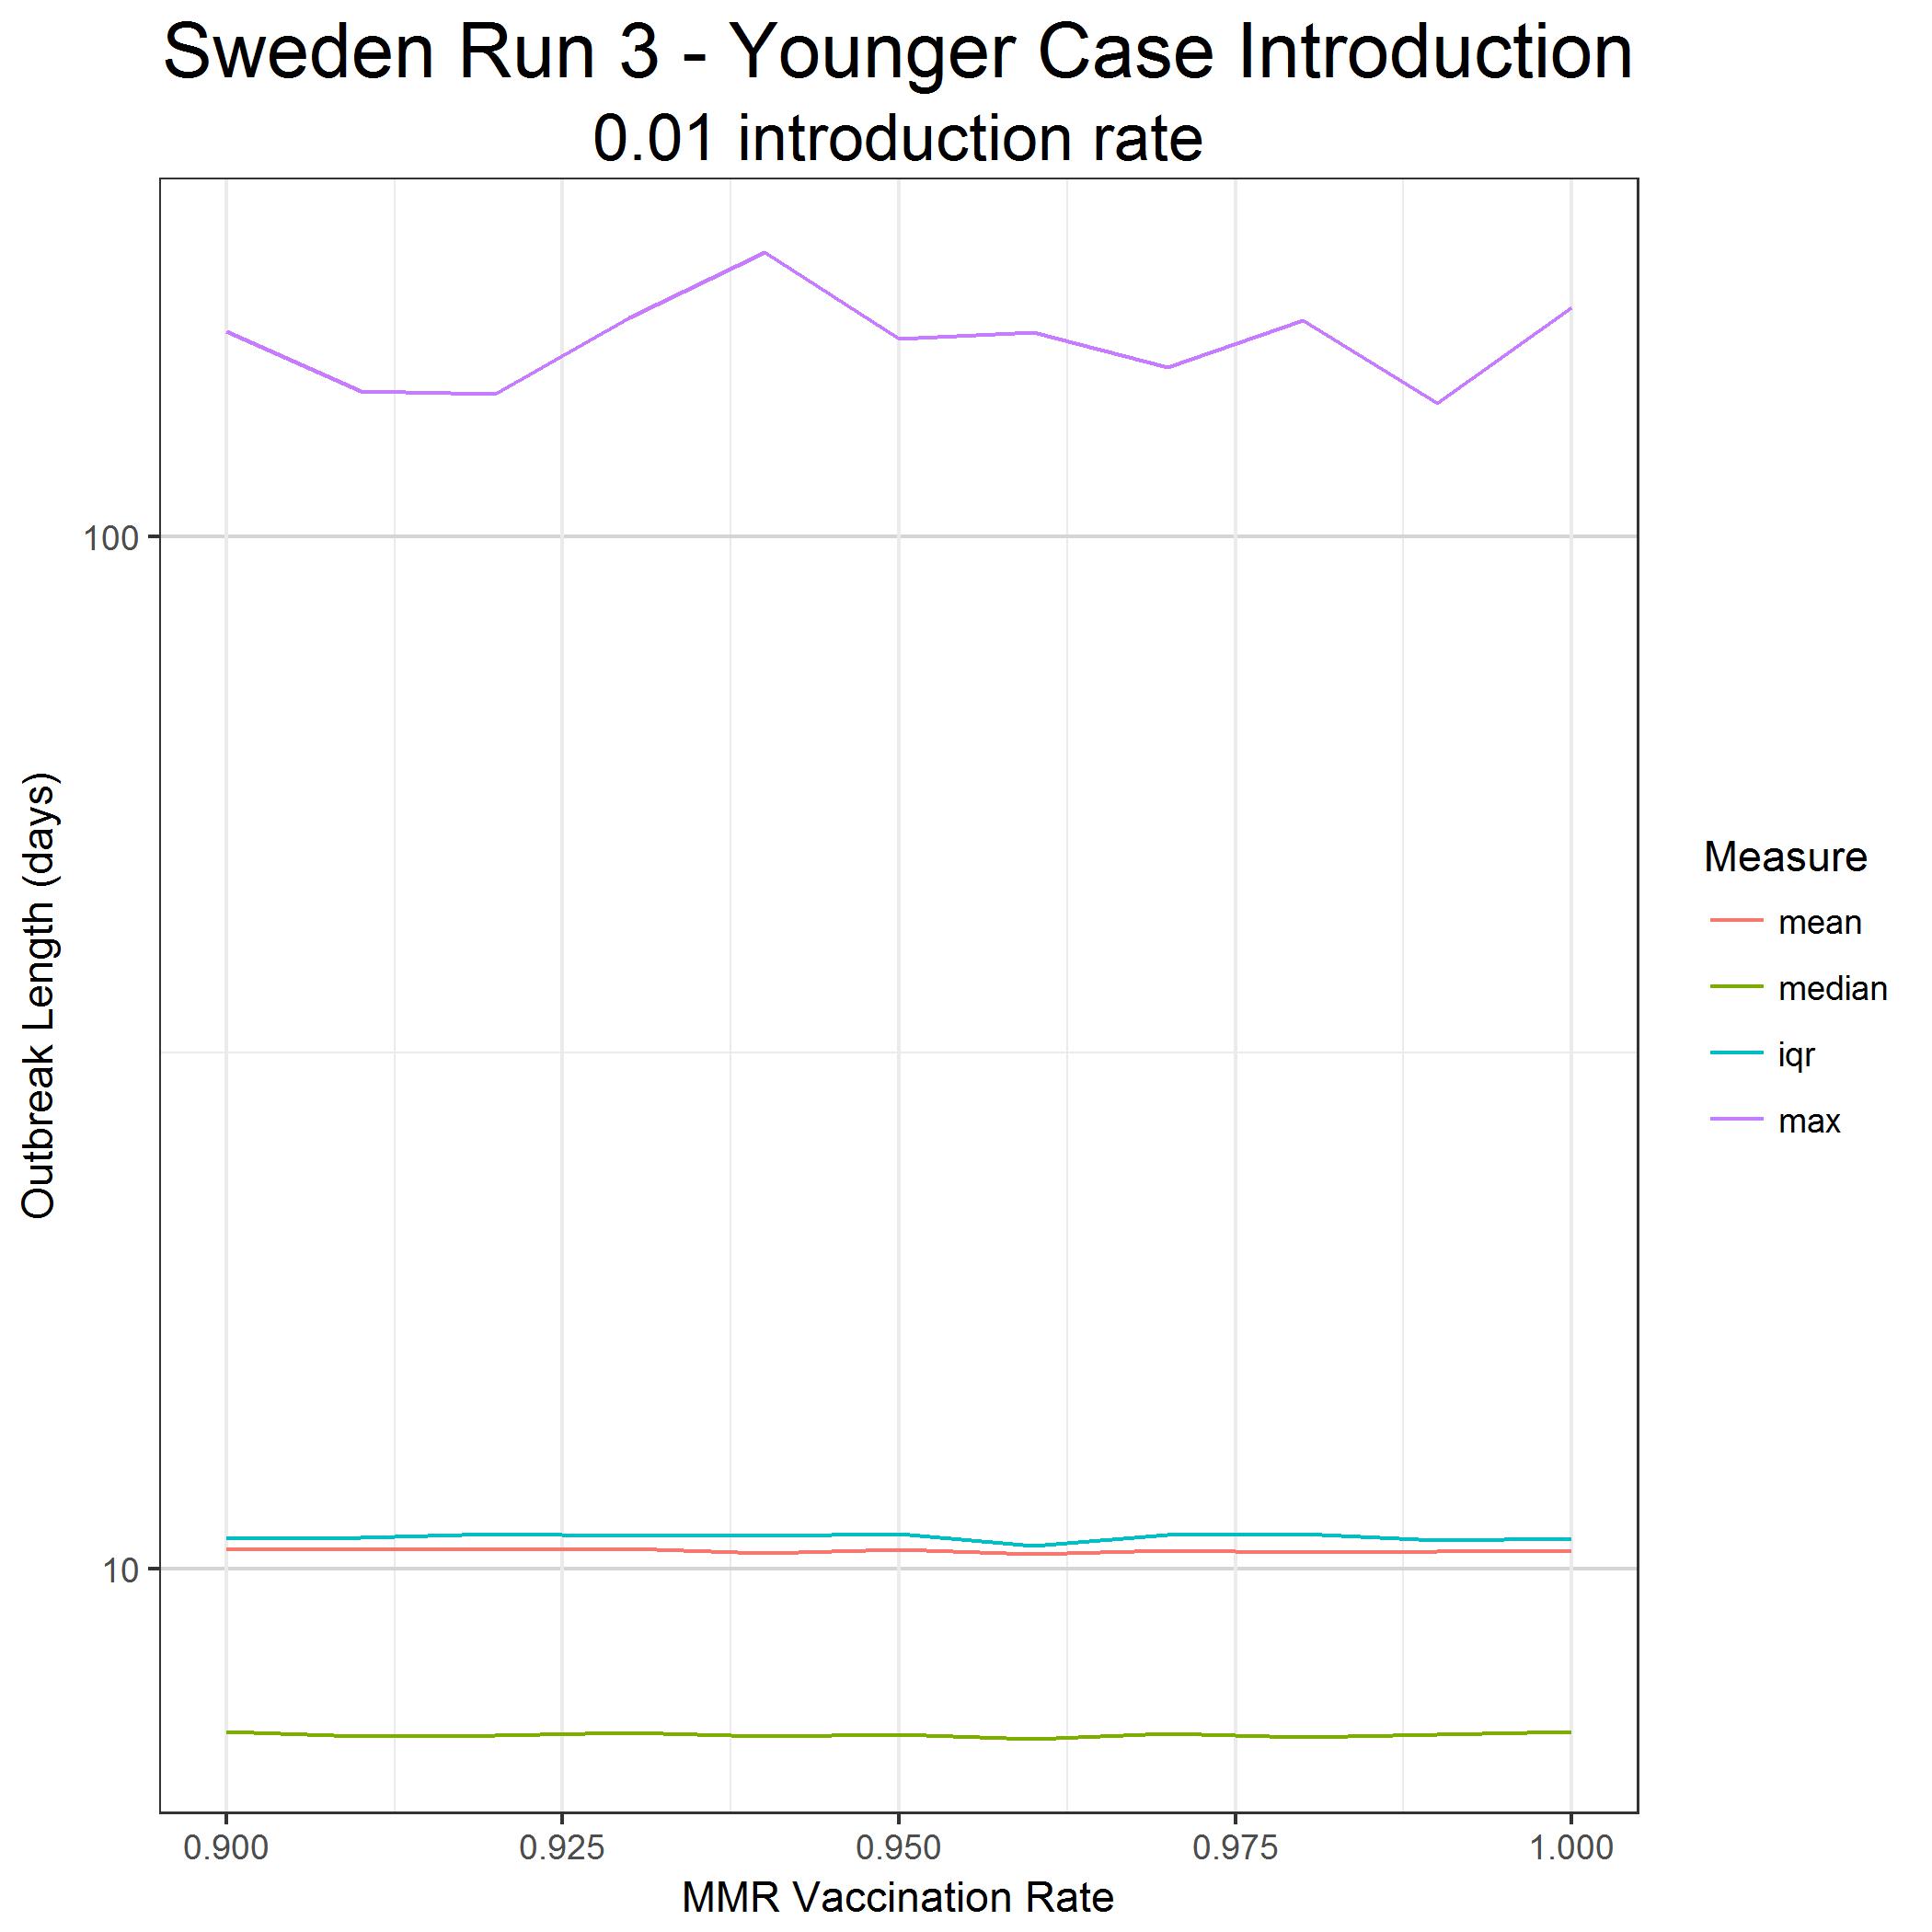 Sweden Run 3 - Younger Case Introduction
0.01 introduction rate
Outbreak Length (days)
100
10
0.900
0.925
0.950
0.975
1.000
MMR Vaccination Rate
Measure
mean
median
iqr
max